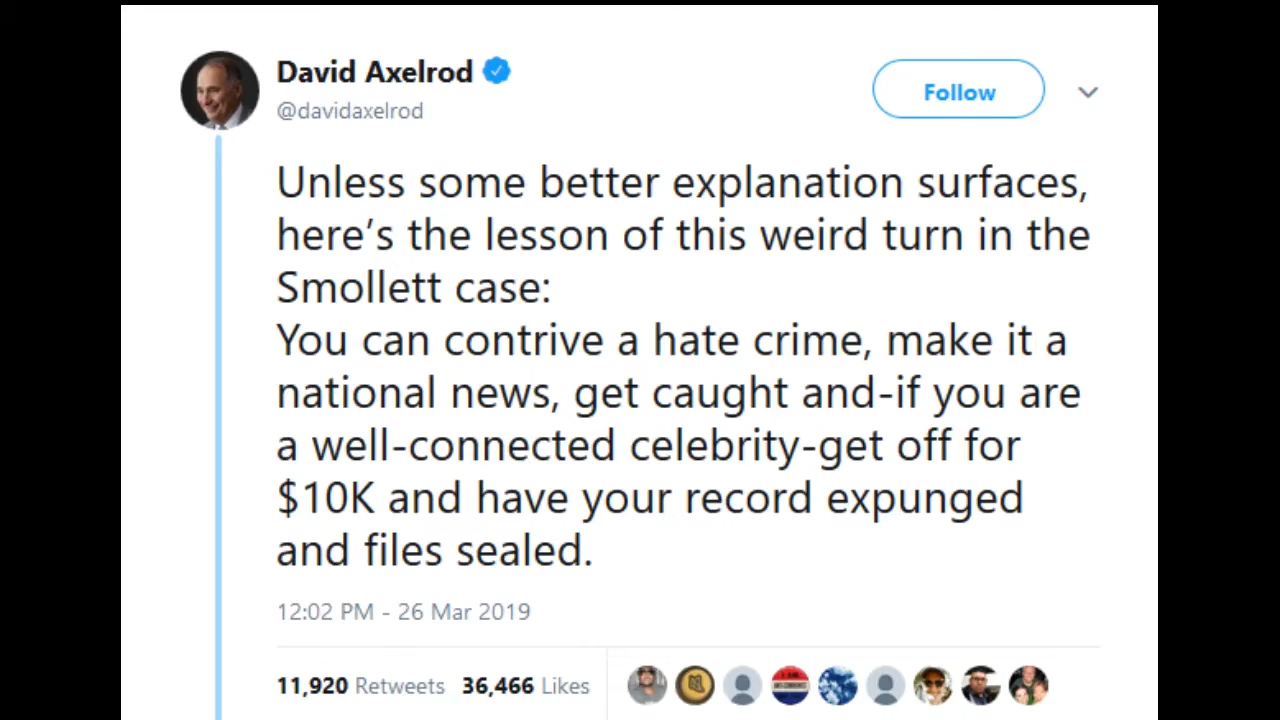 David Axelrod
@davidaxelrod
Follow
Unless some better explanation surfaces,
here's the lesson of this weird turn in the
Smollett case:
You can contrive a hate crime, make it a
national news, get caught and-if you are
a well-connected celebrity-get off for
$10K and have your record expunged
and files sealed.
12:02 PM - 26 Mar 2019
11,920 Retweets 36,466 Likes